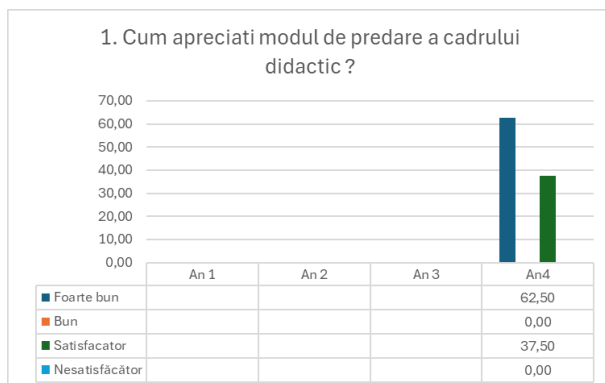 1. Cum apreciati modul de predare a cadrului
didactic ?
70,00
60,00
50,00
40,00
30,00
20,00
10,00
0,00
An 1 An 2 An 3 An4
Foarte bun 62,50
Bun 0,00
Satisfacator 37,50
Nesatisfăcător 0,00